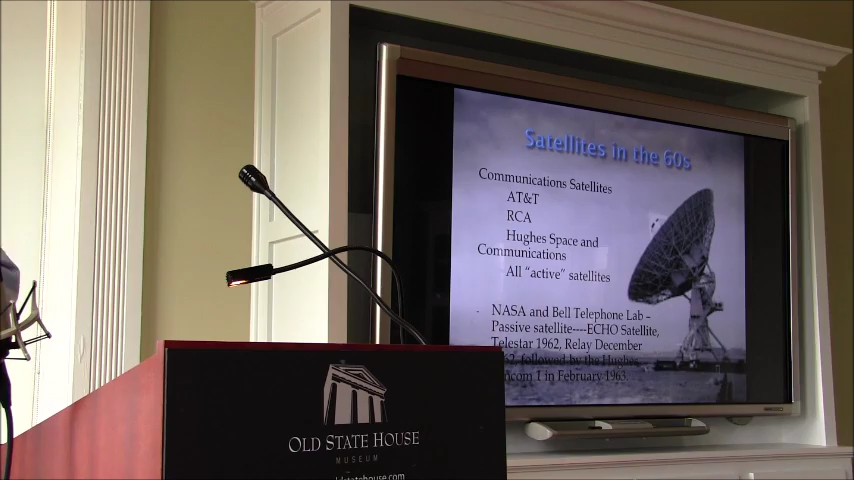 Satellites in the 60s
Communications Satellites
AT&T
RCA
Hughes Space and
Communications
All "active" satellites
- NASA and Bell Telephone Lab –
Passive satellite----ECHO Satellite,
Telestar 1962, Relay December
followed by the Hughes
1 in February 1963.
OLD STATE HOUSE
MUSEUM
ldstatehouse.com